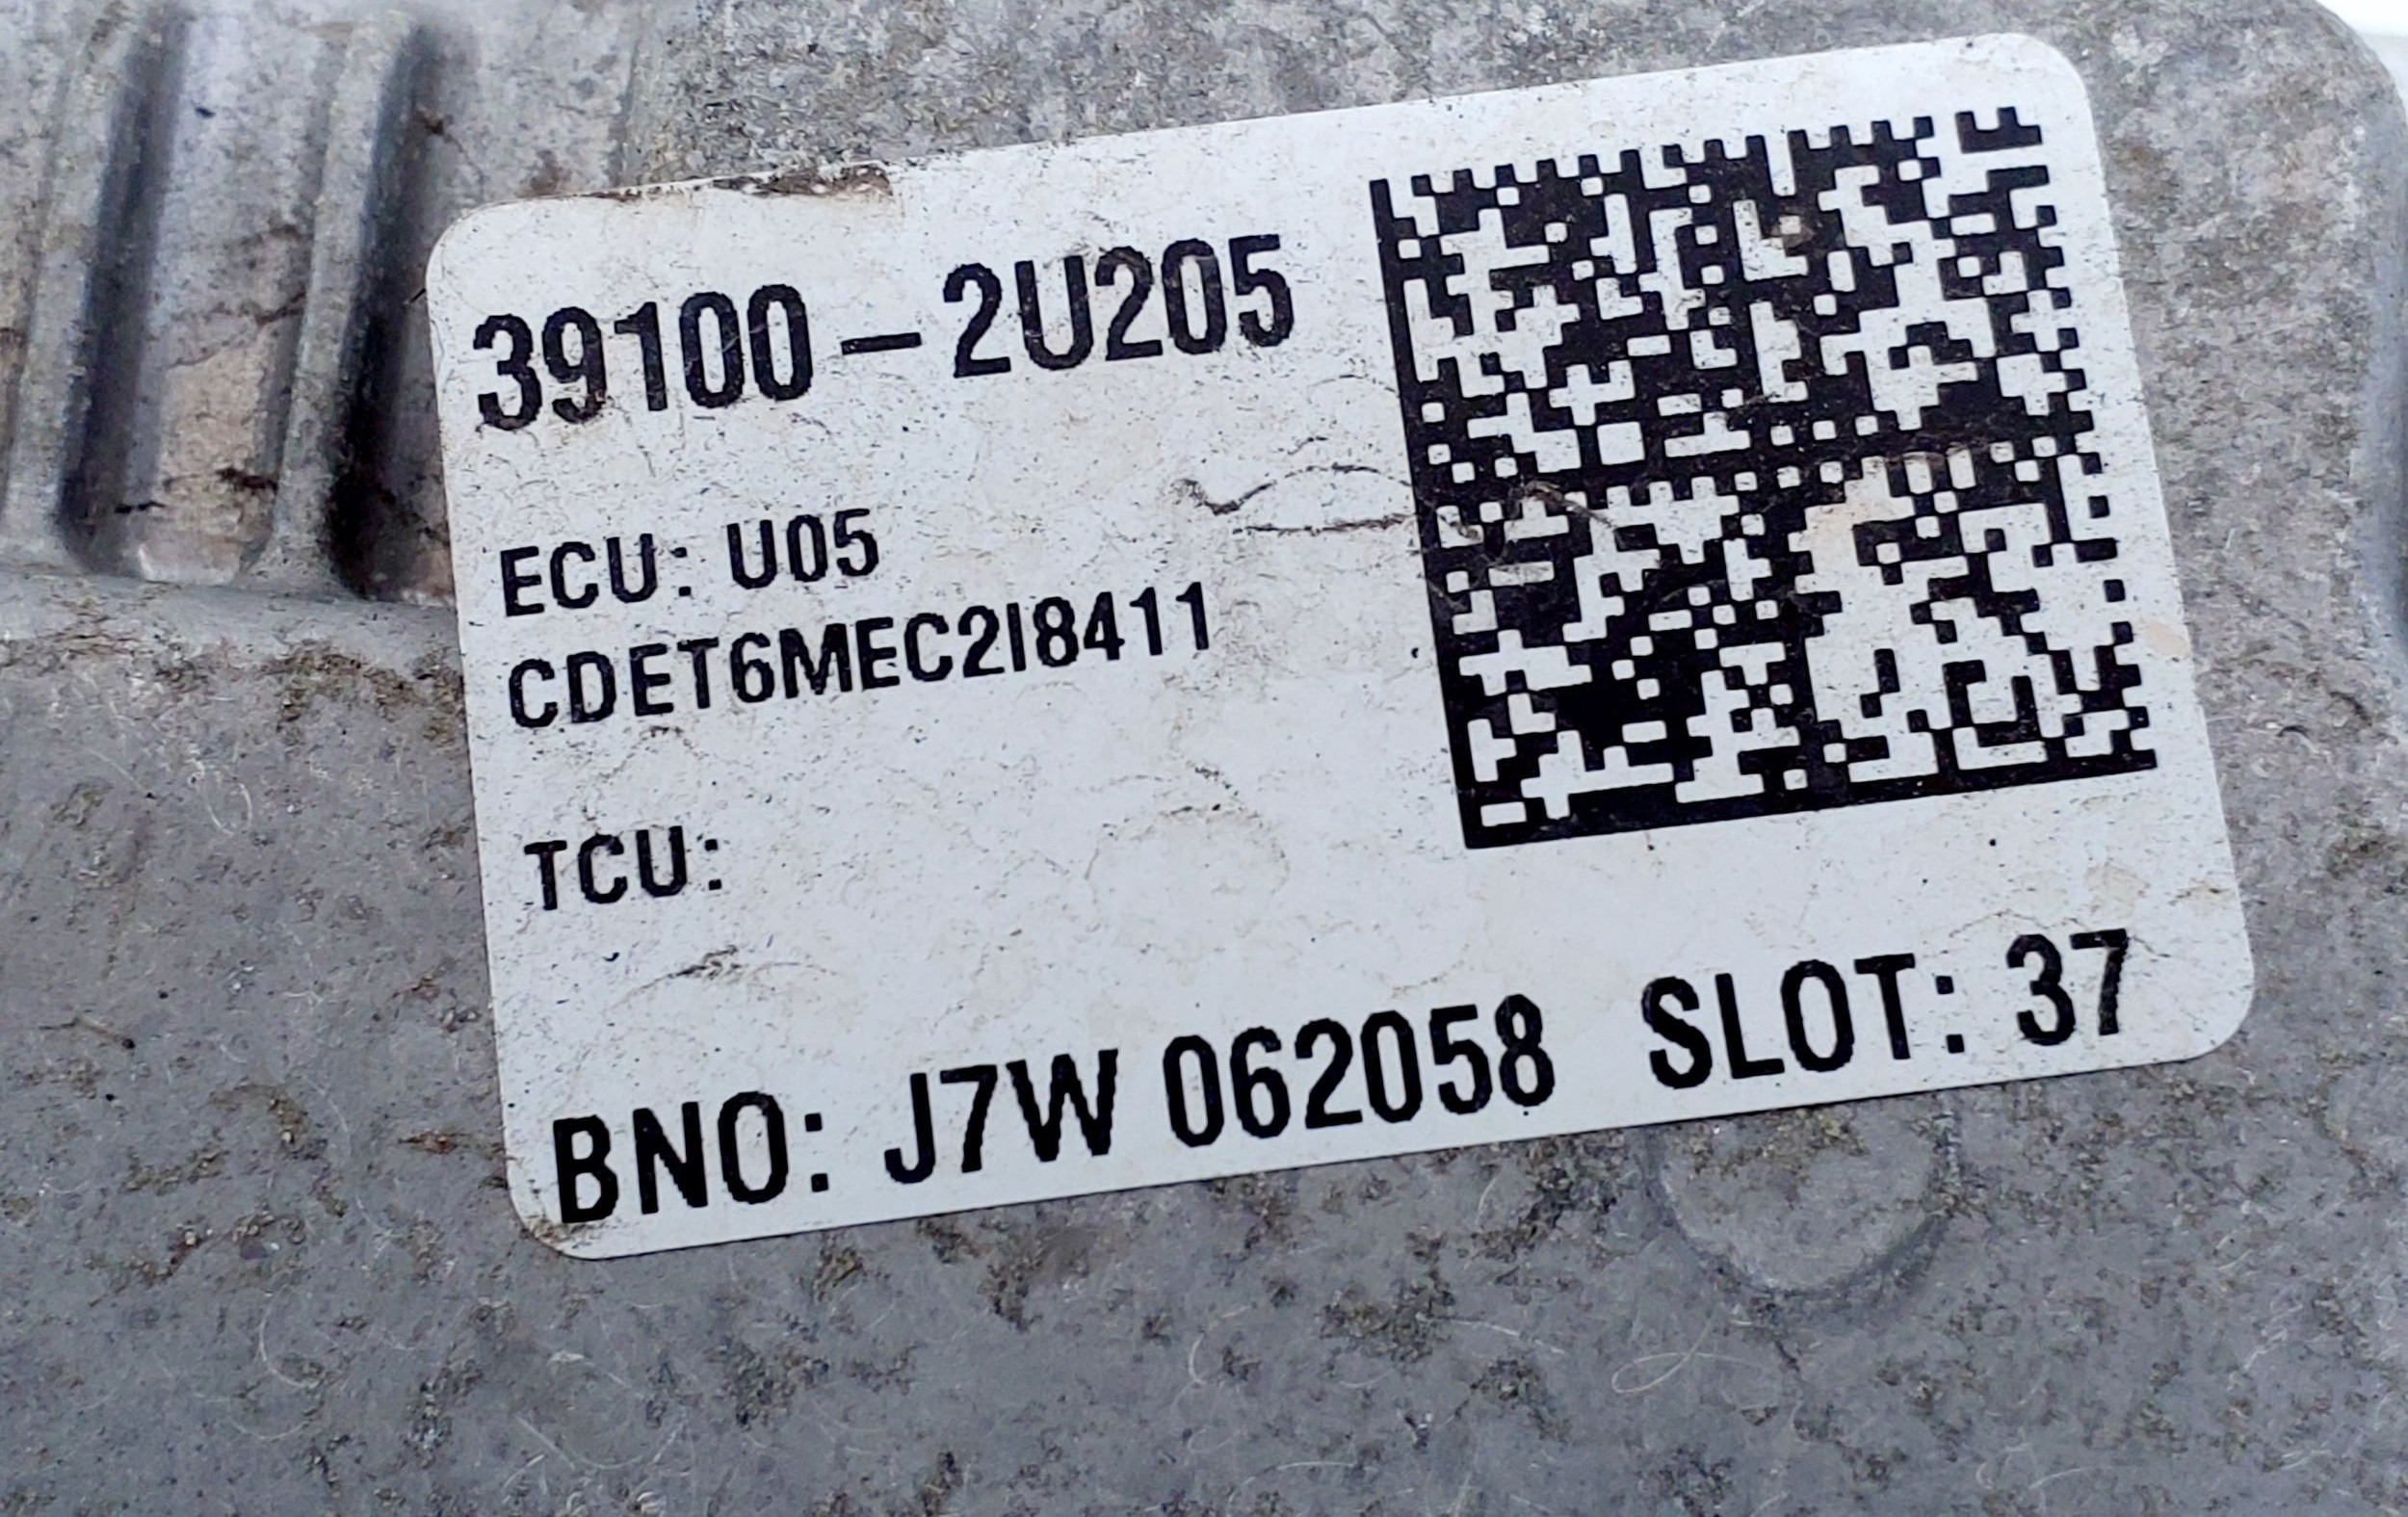 39100-2U205
ECU: U05
CDET6MEC2I8411
TCU:
BNO: J7W 062058 SLOT: 37